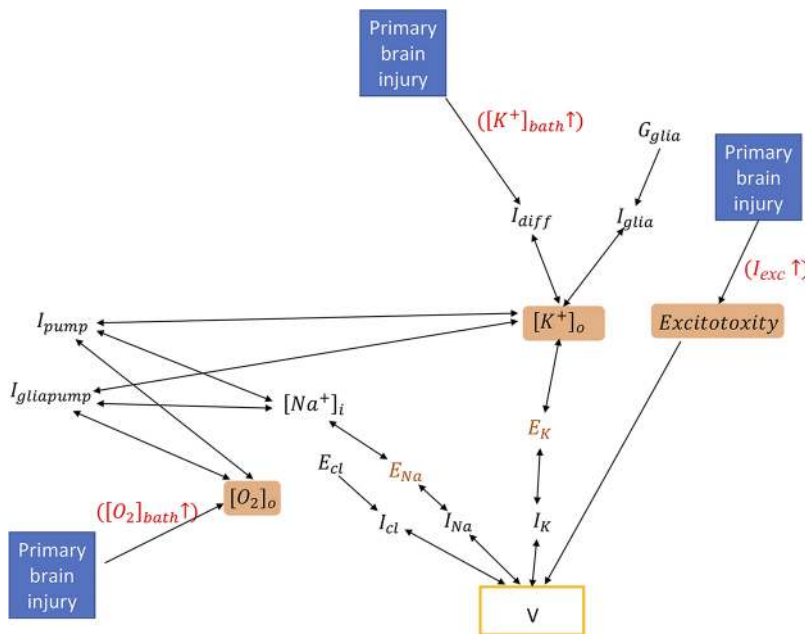 Primary
brain
injury
([K⁺]bath↑)
Gglia
Primary
brain
injury
Idiff
Iglia
(Iexc ↑)
Ipump
[K⁺]o
Excitotoxity
Igliapump
[Na⁺]i
EK
Ecl
ENa
([O2]bath↑)
[O2]o
Icl
INa
IK
Primary
brain
injury
V